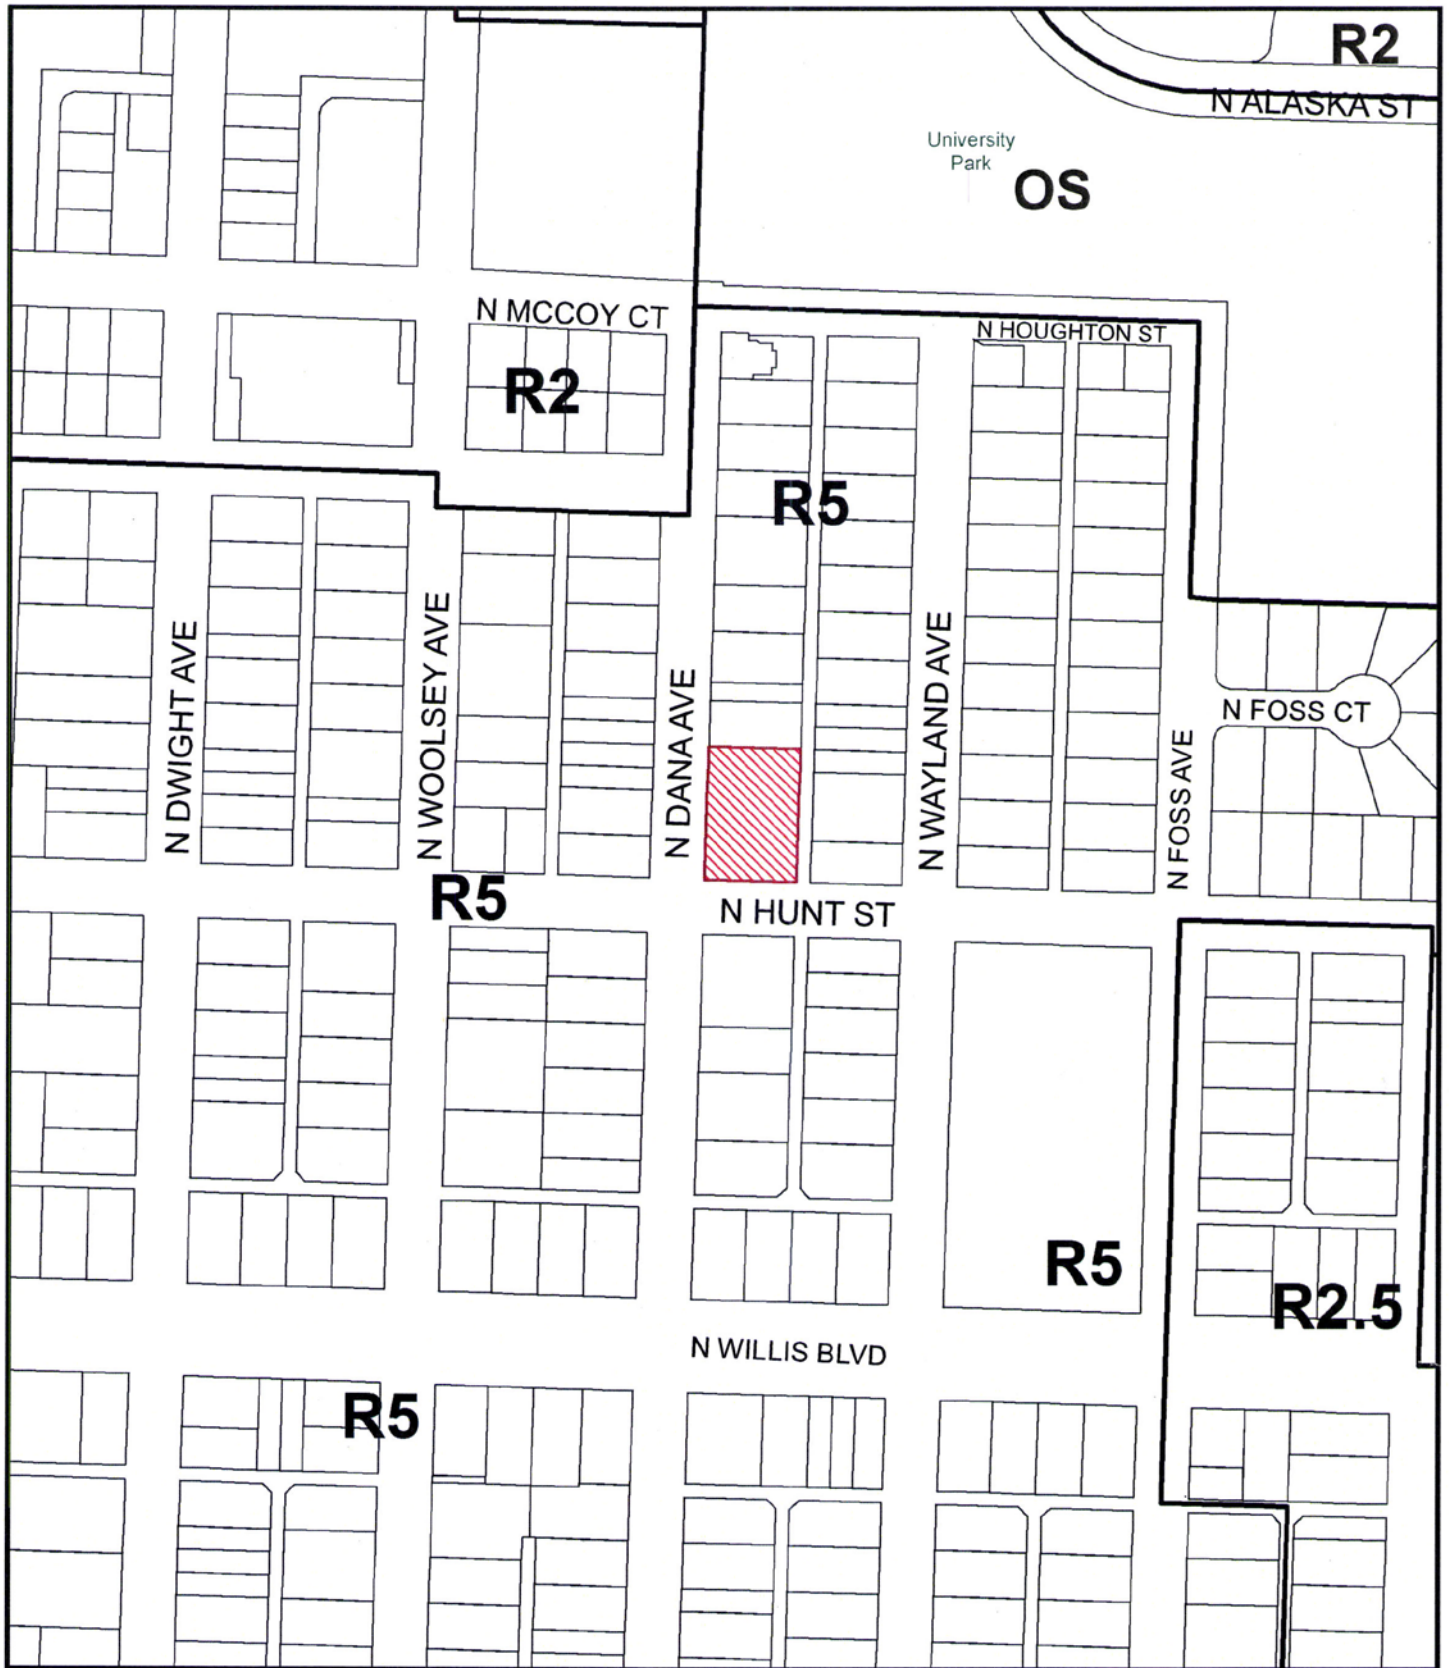 R2
N ALASKA ST
University
Park
OS
N MCCOY CT
N HOUGHTON ST
R2
R5
N DWIGHT AVE
N WOOLSEY AVE
N DANA AVE
N WAYLAND AVE
N FOSS AVE
N FOSS CT
R5
N HUNT ST
R5
R2.5
N WILLIS BLVD
R5